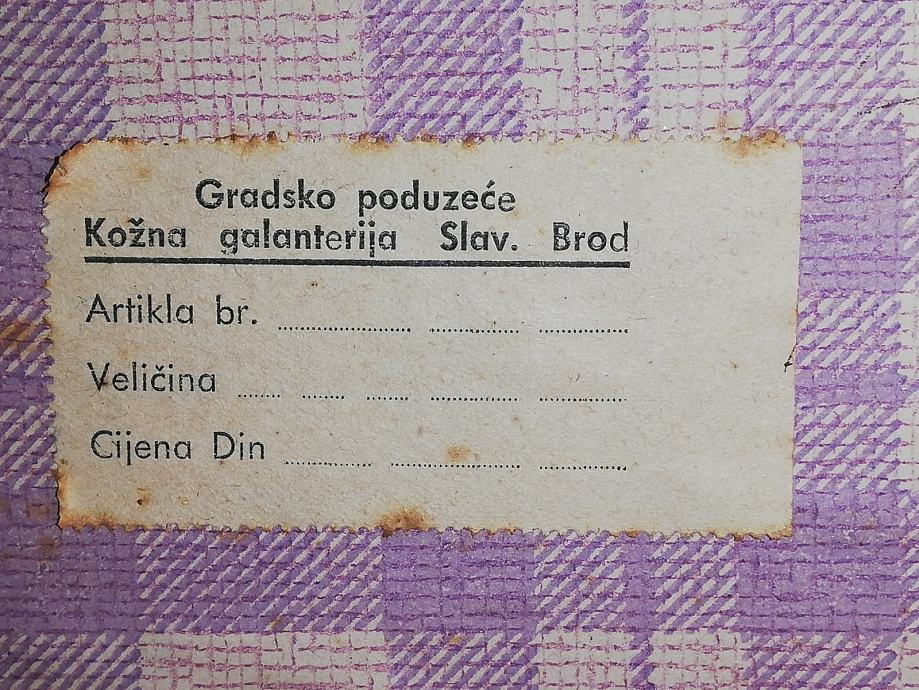 Gradsko poduzeće
Kožna galanterija Slav. Brod
Artikla br.
Veličina
Cijena Din